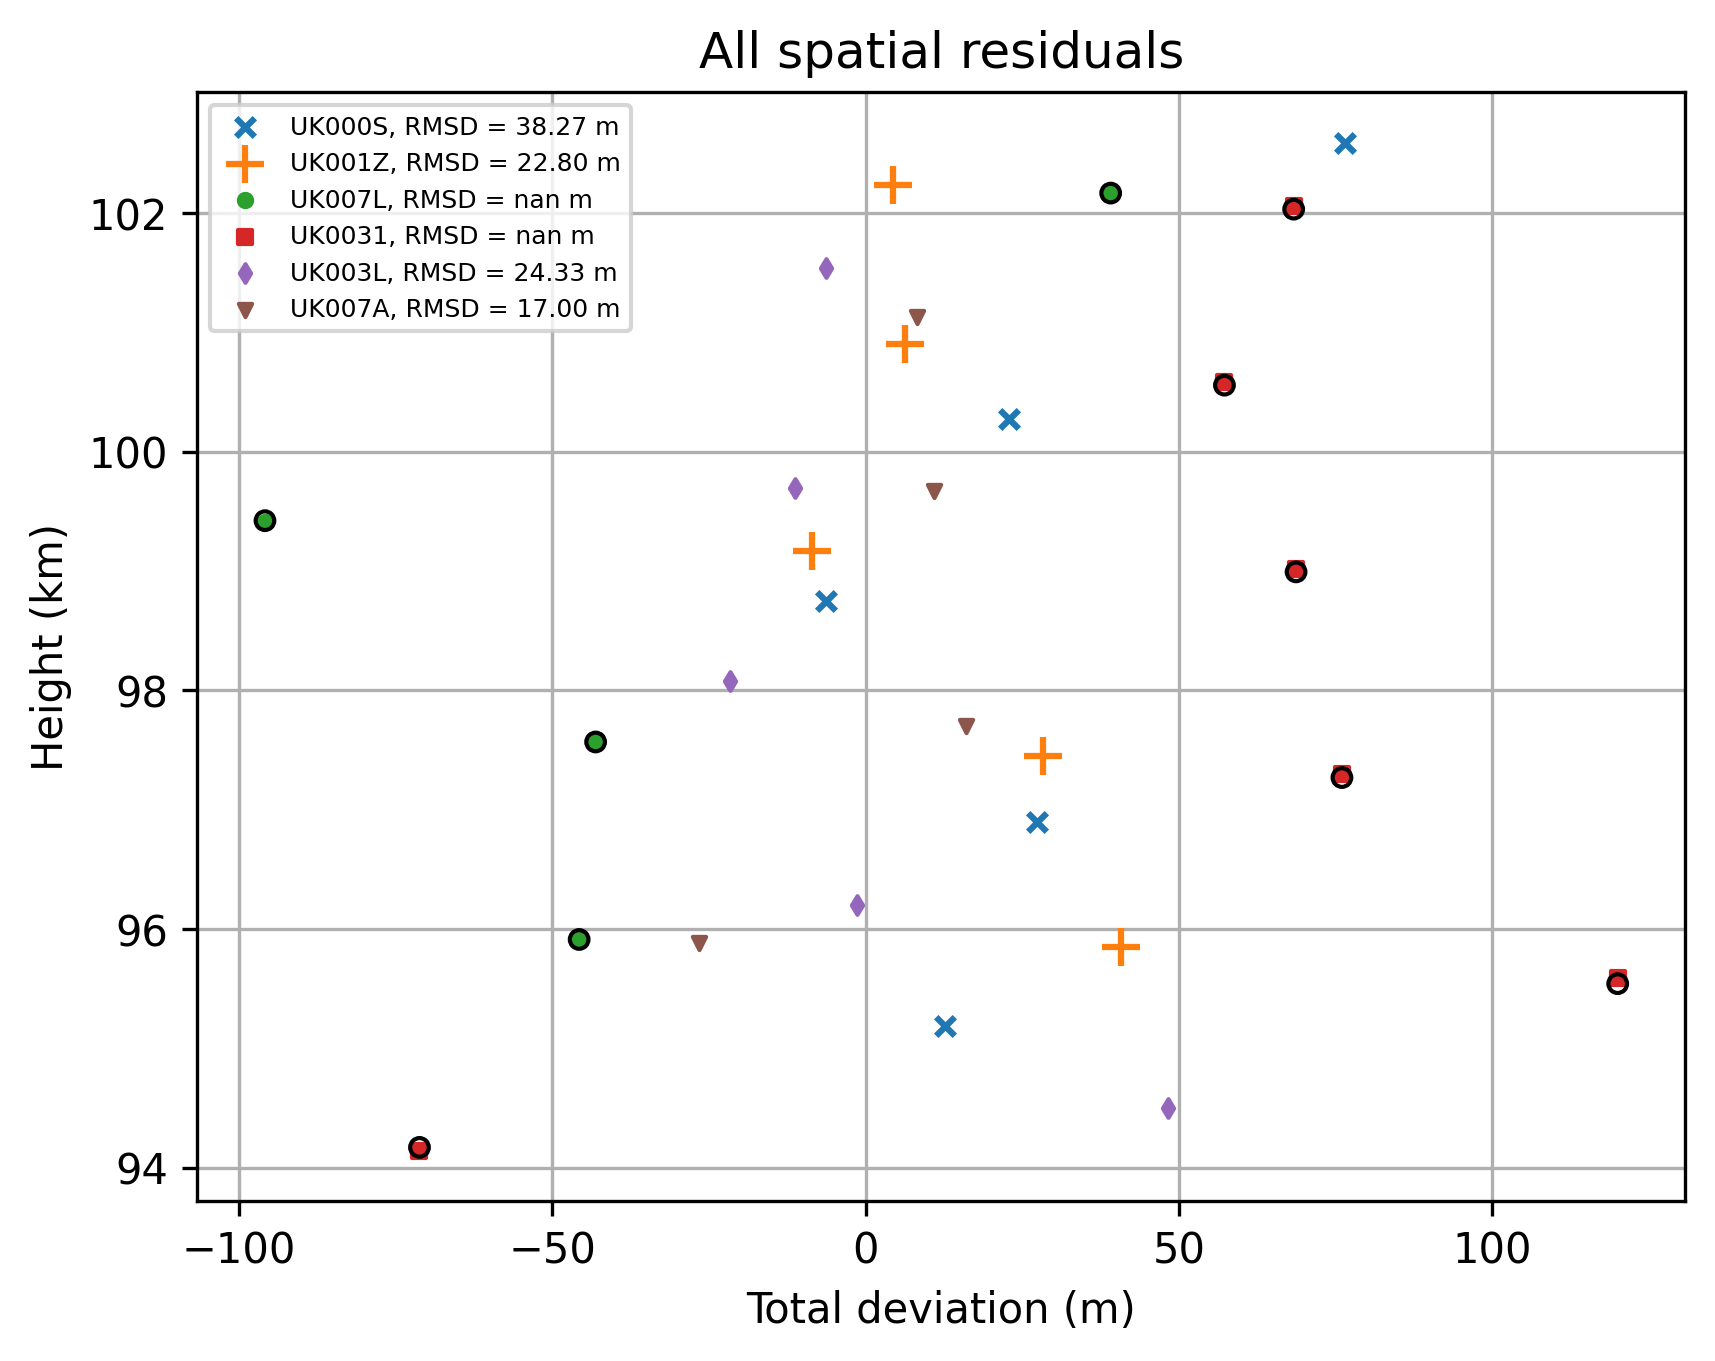 All spatial residuals
UK000S, RMSD = 38.27 m
UK001Z, RMSD = 22.80 m
UK007L, RMSD = nan m
UK0031, RMSD = nan m
UK003L, RMSD = 24.33 m
UK007A, RMSD = 17.00 m
102
100
98
96
94
Height (km)
−100 −50 0 50 100
Total deviation (m)